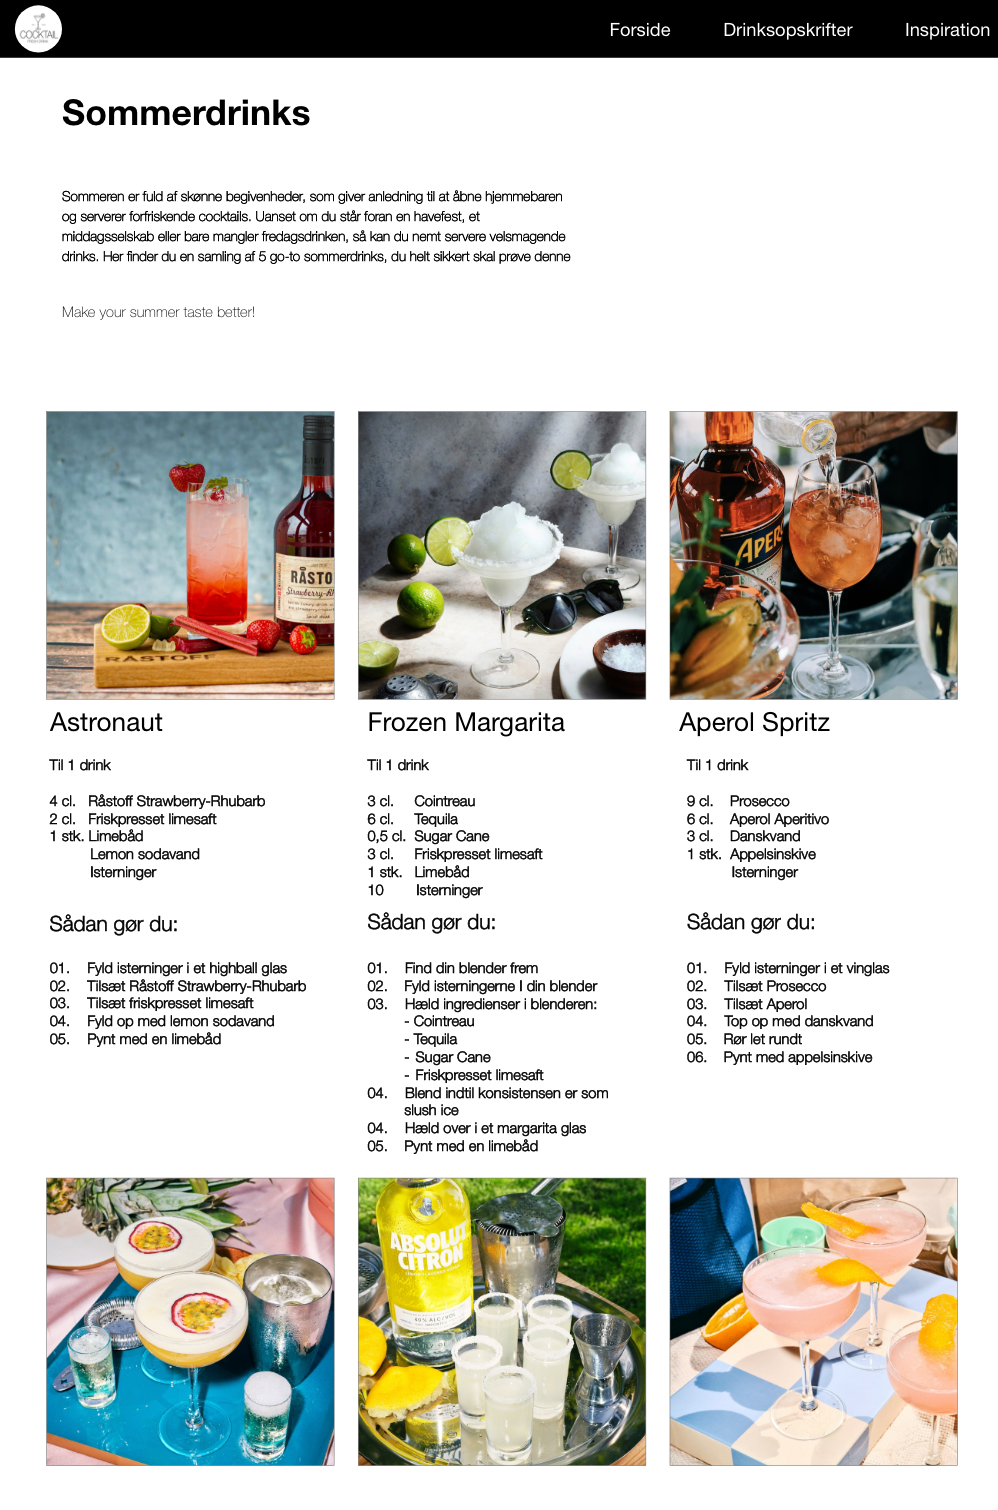 COCKTAIL
Forside
Drinksopskrifter
Inspiration
Sommerdrinks
Sommeren er fuld af skønne begivenheder, som giver anledning til at åbne hjemmebaren
og serverer forfriskende cocktails. Uanset om du står foran en havefest, et
middagsselskab eller bare mangler fredagsdrinken, så kan du nemt servere velsmagende
drinks. Her finder du en samling af 5 go-to sommerdrinks, du helt sikkert skal prøve denne
Make your summer taste better!
RÅSTO
Strawberry-Rh
RÅSTOFF
APER
Astronaut
Til 1 drink
4 cl. Råstoff Strawberry-Rhubarb
2 cl. Friskpresset limesaft
1 stk. Limebåd
Lemon sodavand
Isterninger
Sådan gør du:
01. Fyld isterninger i et highball glas
02. Tilsæt Råstoff Strawberry-Rhubarb
03. Tilsæt friskpresset limesaft
04. Fyld op med lemon sodavand
05. Pynt med en limebåd
Frozen Margarita
Til 1 drink
3 cl. Cointreau
6 cl. Tequila
0,5 cl. Sugar Cane
3 cl. Friskpresset limesaft
1 stk. Limebåd
10 Isterninger
Sådan gør du:
01. Find din blender frem
02. Fyld isterningerne I din blender
03. Hæld ingredienser i blenderen:
- Cointreau
- Tequila
- Sugar Cane
- Friskpresset limesaft
04. Blend indtil konsistensen er som
slush ice
04. Hæld over i et margarita glas
05. Pynt med en limebåd
Aperol Spritz
Til 1 drink
9 cl. Prosecco
6 cl. Aperol Aperitivo
3 cl. Danskvand
1 stk. Appelsinskive
Isterninger
Sådan gør du:
01. Fyld isterninger i et vinglas
02. Tilsæt Prosecco
03. Tilsæt Aperol
04. Top op med danskvand
05. Rør let rundt
06. Pynt med appelsinskive
ABSOLUT
CITRON